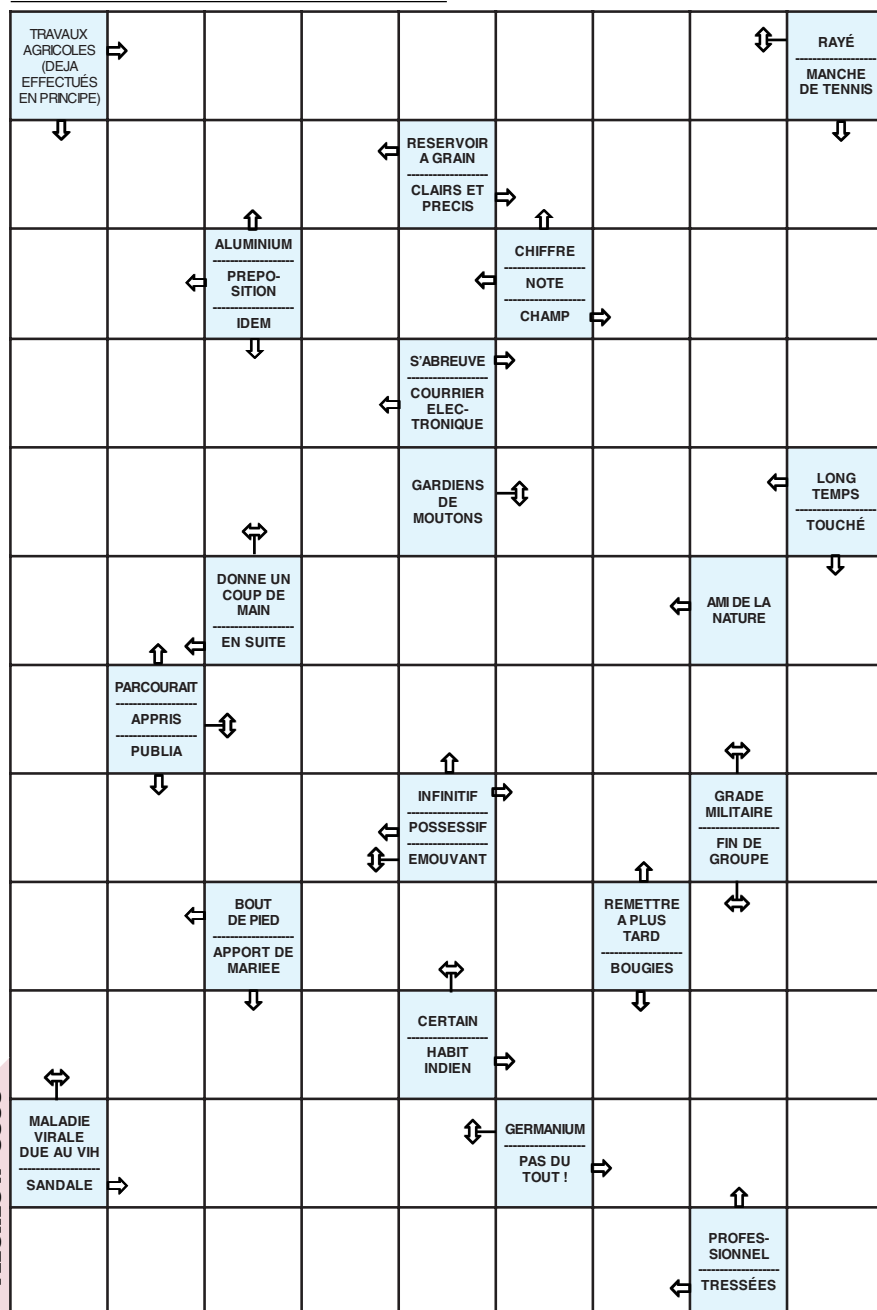 TRAVAUX
AGRICOLES
(DEJA
EFFECTUÉS
EN PRINCIPE)
RAYÉ
MANCHE
DE TENNIS
RESERVOIR
A GRAIN
CLAIRS ET
PRECIS
ALUMINIUM
PREPO-
SITION
IDEM
CHIFFRE
NOTE
CHAMP
S'ABREUVE
COURRIER
ELEC-
TRONIQUE
GARDIENS
DE
MOUTONS
LONG
TEMPS
TOUCHÉ
DONNE UN
COUP DE
MAIN
EN SUITE
AMI DE LA
NATURE
PARCOURAIT
APPRIS
PUBLIA
INFINITIF
POSSESSIF
EMOUVANT
GRADE
MILITAIRE
FIN DE
GROUPE
BOUT
DE PIED
APPORT DE
MARIEE
REMETTRE
A PLUS
TARD
BOUGIES
CERTAIN
HABIT
INDIEN
MALADIE
VIRALE
DUE AU VIH
SANDALE
GERMANIUM
PAS DU
TOUT !
PROFES-
SIONNEL
TRESSÉES